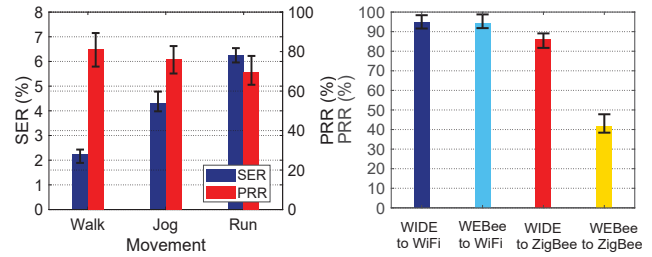 8
7
6
5
4
3
2
1
0
SER (%)
100
80
60
40
20
0
PRR (%)
SER
PRR
Walk Jog Run
Movement
100
90
80
70
60
50
40
30
20
10
0
PRR (%)
WIDE
to WiFi
WEBee
to WiFi
WIDE
to ZigBee
WEBee
to ZigBee